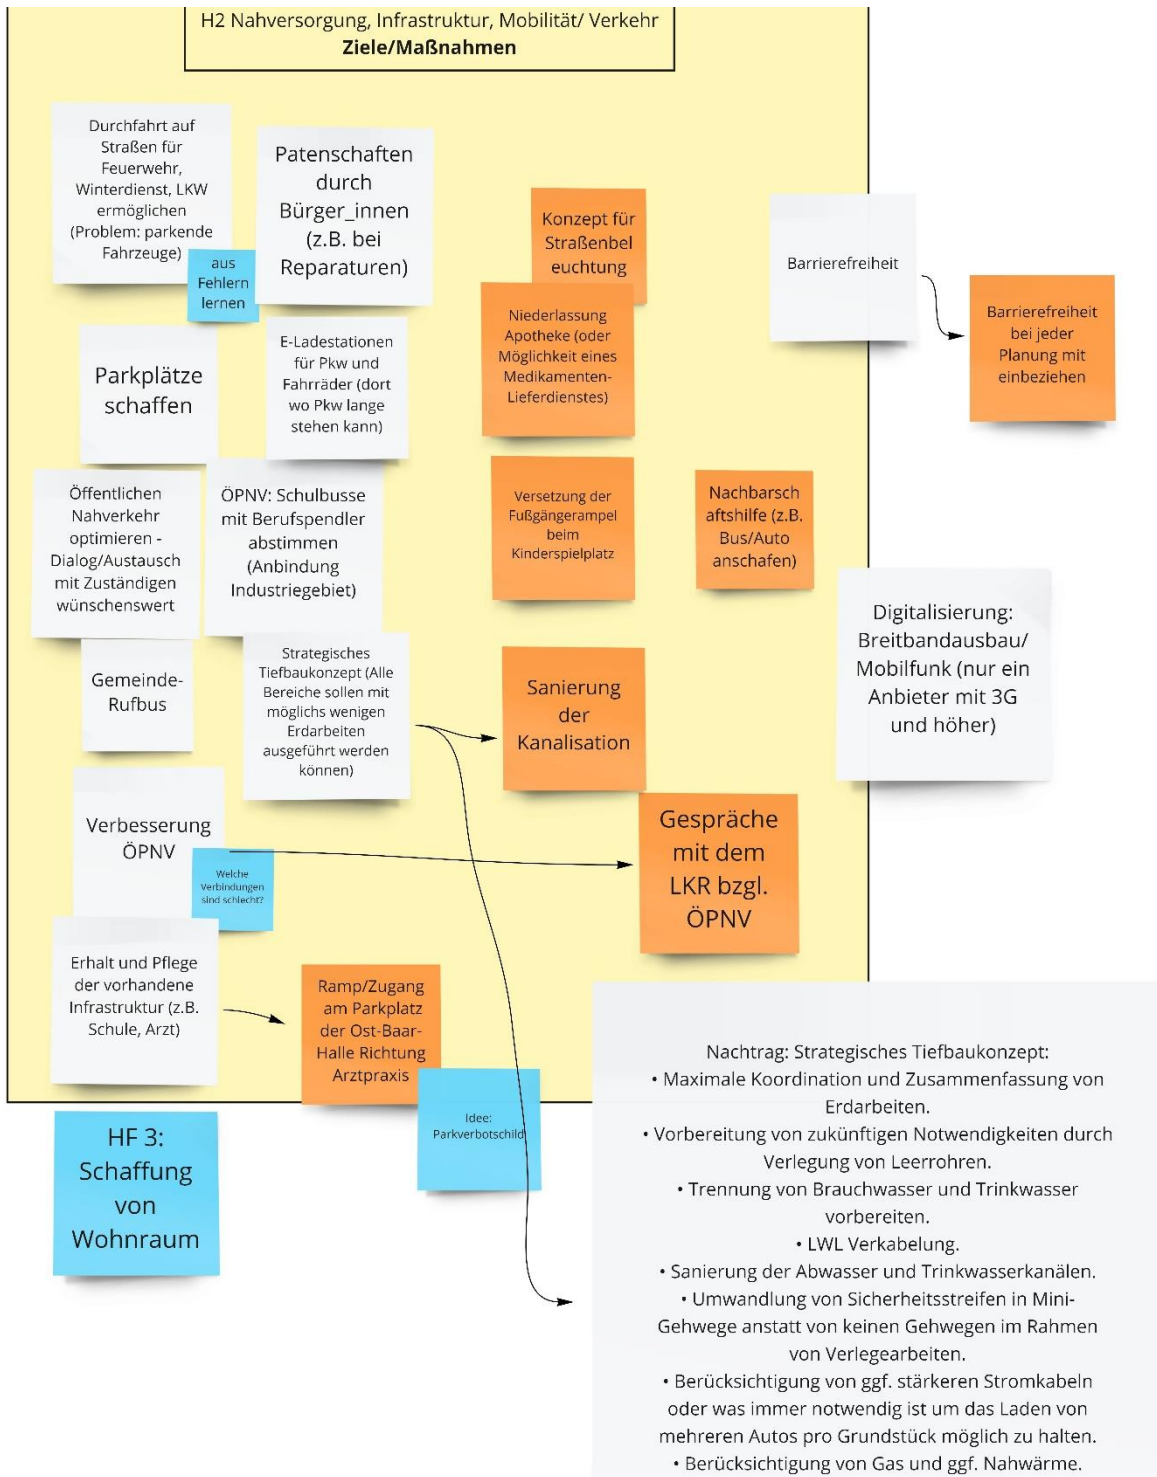 H2 Nahversorgung, Infrastruktur, Mobilität/ Verkehr
Ziele/Maßnahmen
Durchfahrt auf
Straßen für
Feuerwehr,
Winterdienst, LKW
ermöglichen
(Problem: parkende
Fahrzeuge)
aus
Fehlern
lernen
Patenschaften
durch
Bürger_innen
(z.B. bei
Reparaturen)
Konzept für
Straßenbel
euchtung
Barrierefreiheit
Barrierefreiheit
bei jeder
Planung mit
einbeziehen
Parkplätze
schaffen
E-Ladestationen
für Pkw und
Fahrräder (dort
wo Pkw lange
stehen kann)
Niederlassung
Apotheke (oder
Möglichkeit eines
Medikamenten-
Lieferdienstes)
Öffentlichen
Nahverkehr
optimieren -
Dialog/Austausch
mit Zuständigen
wünschenswert
ÖPNV: Schulbusse
mit Berufspendler
abstimmen
(Anbindung
Industriegebiet)
Versetzung der
Fußgängerampel
beim
Kinderspielplatz
Nachbarsch
aftshilfe (z.B.
Bus/Auto
anschafen)
Digitalisierung:
Breitbandausbau/
Mobilfunk (nur ein
Anbieter mit 3G
und höher)
Gemeinde-
Rufbus
Strategisches
Tiefbaukonzept (Alle
Bereiche sollen mit
möglichs wenigen
Erdarbeiten
ausgeführt werden
können)
Sanierung
der
Kanalisation
Verbesserung
ÖPNV
Welche
Verbindungen
sind schlecht?
Gespräche
mit dem
LKR bzgl.
ÖPNV
Erhalt und Pflege
der vorhandene
Infrastruktur (z.B.
Schule, Arzt)
Ramp/Zugang
am Parkplatz
der Ost-Baar-
Halle Richtung
Arztpraxis
Idee:
Parkverbotschild
HF 3:
Schaffung
von
Wohnraum
Nachtrag: Strategisches Tiefbaukonzept:
• Maximale Koordination und Zusammenfassung von
Erdarbeiten.
• Vorbereitung von zukünftigen Notwendigkeiten durch
Verlegung von Leerrohren.
• Trennung von Brauchwasser und Trinkwasser
vorbereiten.
• LWL Verkabelung.
• Sanierung der Abwasser und Trinkwasserkanälen.
• Umwandlung von Sicherheitsstreifen in Mini-
Gehwege anstatt von keinen Gehwegen im Rahmen
von Verlegearbeiten.
• Berücksichtigung von ggf. stärkeren Stromkabeln
oder was immer notwendig ist um das Laden von
mehreren Autos pro Grundstück möglich zu halten.
• Berücksichtigung von Gas und ggf. Nahwärme.